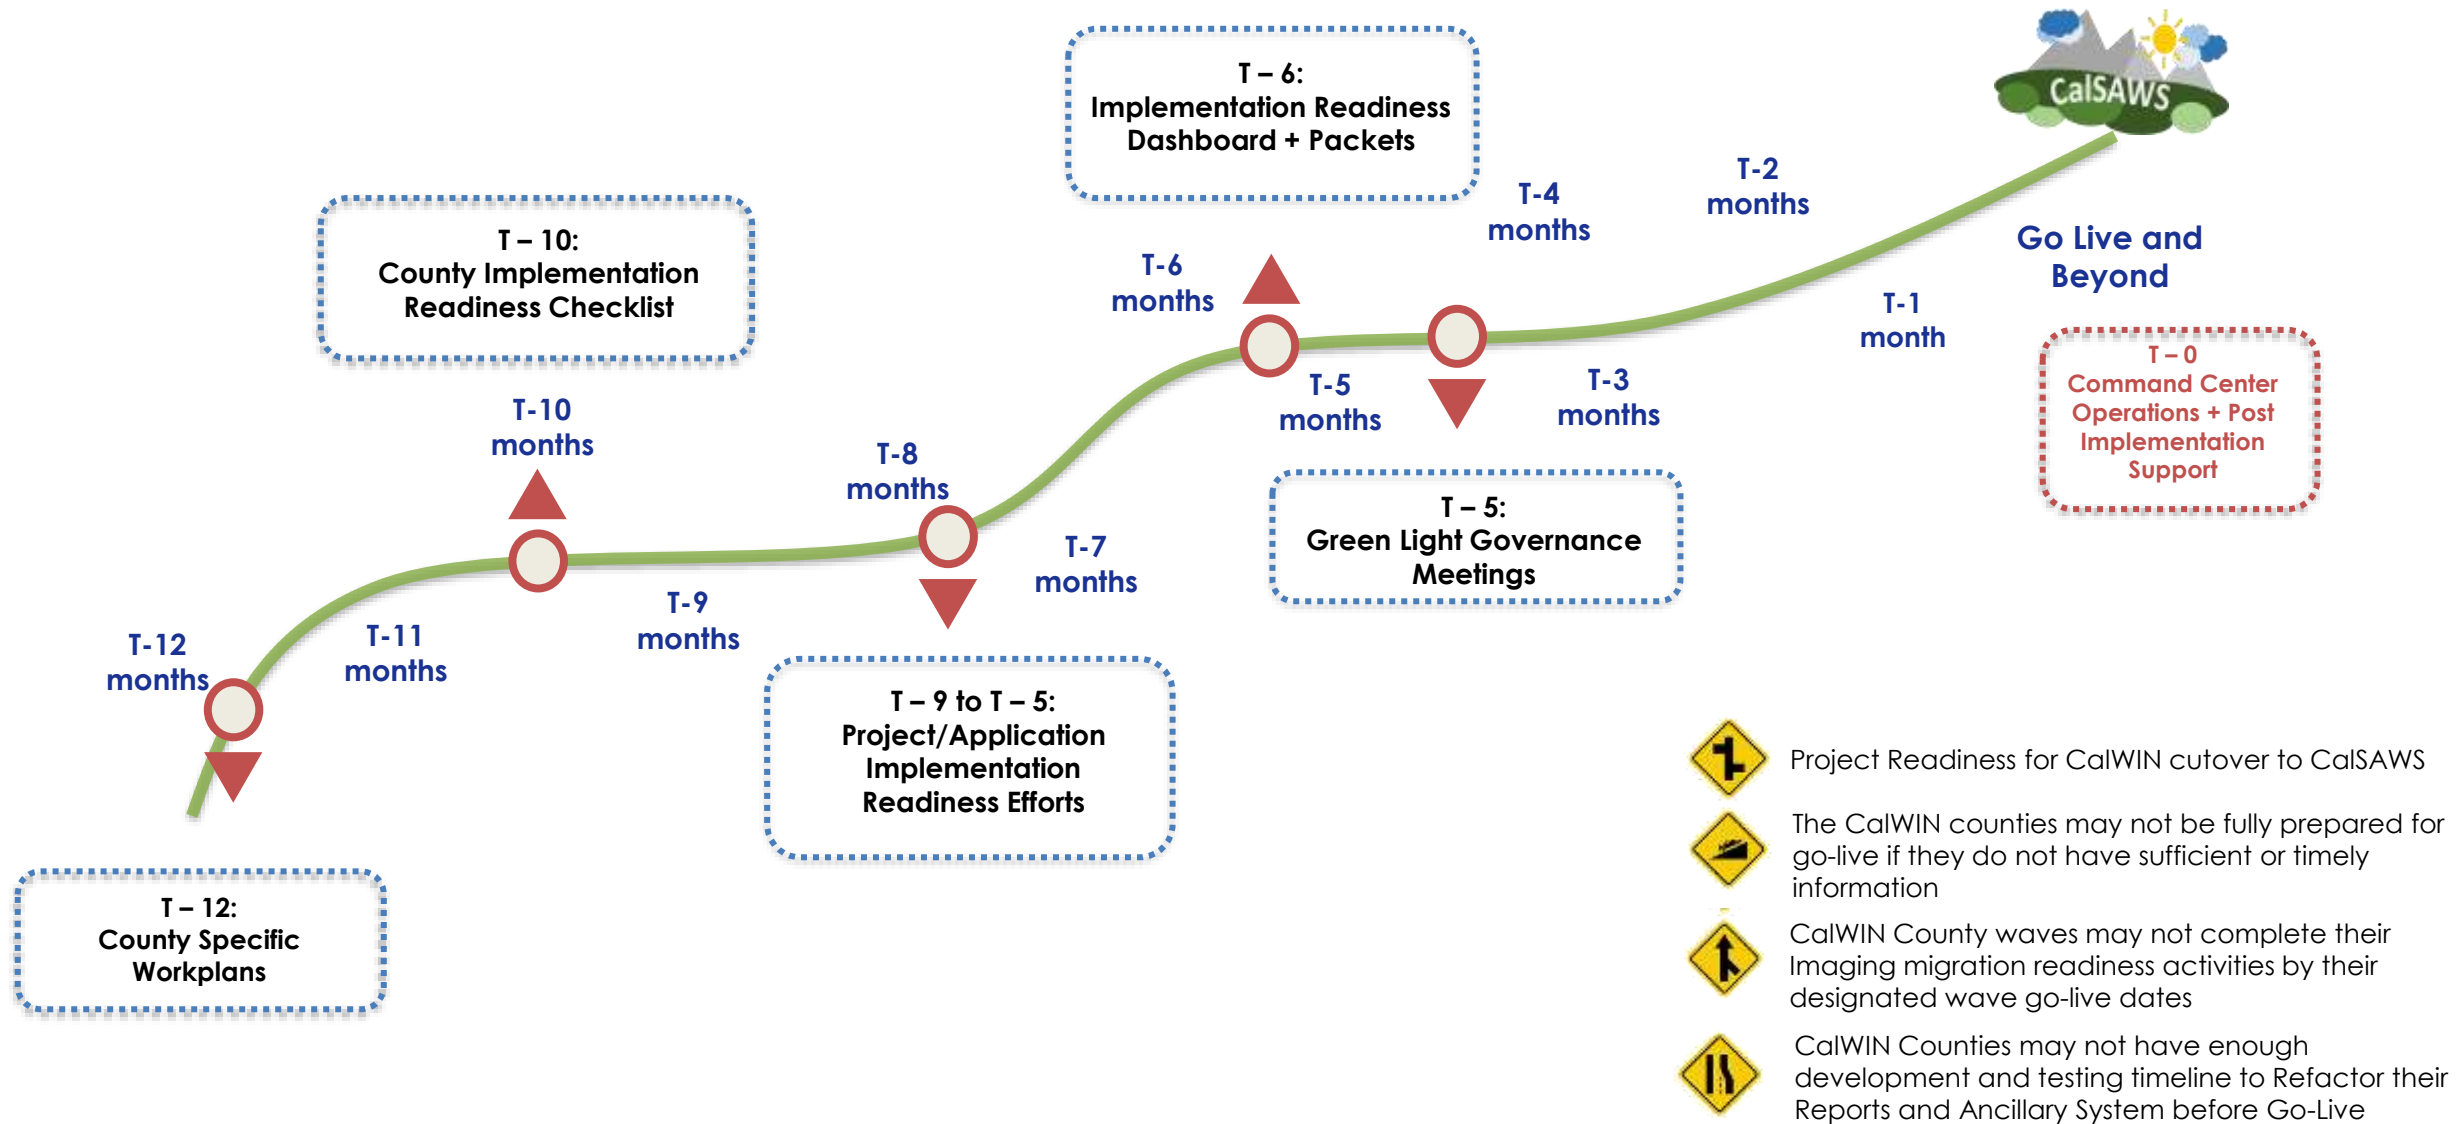 CalSAWS
T – 6:
Implementation Readiness
Dashboard + Packets
T-2
months
T-4
months
T – 10:
County Implementation
Readiness Checklist
Go Live and
Beyond
T-6
months
T-1
month
T – 0
Command Center
Operations + Post
Implementation
Support
T-5
months
T-3
months
T-10
months
T-8
months
T – 5:
Green Light Governance
Meetings
T-7
months
T-9
months
T-11
months
T-12
months
T – 9 to T – 5:
Project/Application
Implementation
Readiness Efforts
T – 12:
County Specific
Workplans
Project Readiness for CalWIN cutover to CalSAWS
The CalWIN counties may not be fully prepared for
go-live if they do not have sufficient or timely
information
CalWIN County waves may not complete their
Imaging migration readiness activities by their
designated wave go-live dates
CalWIN Counties may not have enough
development and testing timeline to Refactor their
Reports and Ancillary System before Go-Live